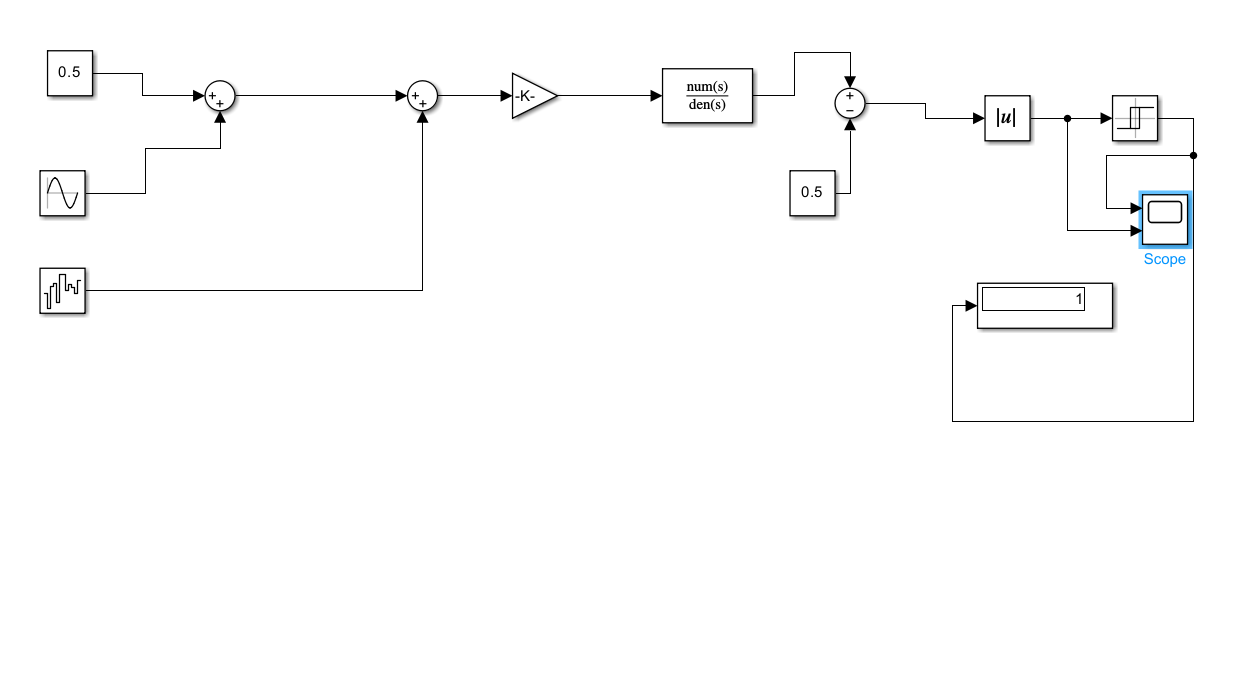 0.5
+
+
+
+
-K-
num(s)
den(s)
+
−
0.5
|u|
Scope
1